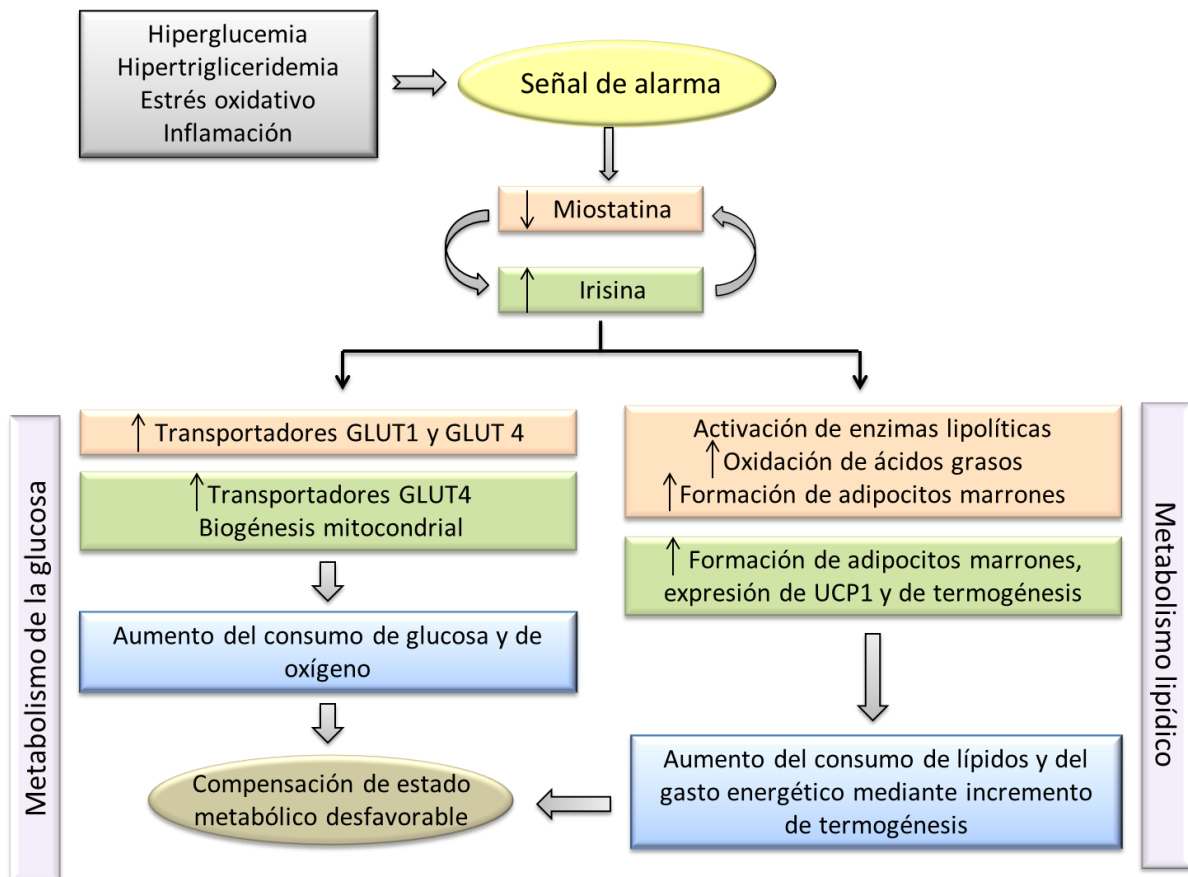 Hiperglucemia
Hipertrigliceridemia
Estrés oxidativo
Inflamación
Señal de alarma
↓ Miostatina
↑ Irisina
Metabolismo de la glucosa
↑ Transportadores GLUT1 y GLUT 4
↑ Transportadores GLUT4
Biogénesis mitocondrial
Aumento del consumo de glucosa y de
oxígeno
Compensación de estado
metabólico desfavorable
Activación de enzimas lipolíticas
↑ Oxidación de ácidos grasos
↑ Formación de adipocitos marrones
↑ Formación de adipocitos marrones,
expresión de UCP1 y de termogénesis
Aumento del consumo de lípidos y del
gasto energético mediante incremento
de termogénesis
Metabolismo lipídico